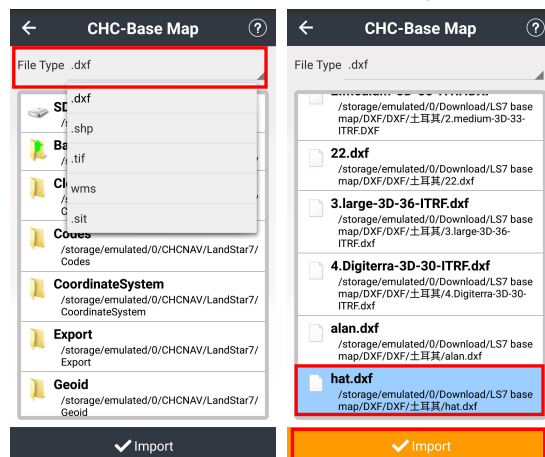 CHC-Base Map
File Type .dxf
.dxf
.shp
.tif
wms
.sit
Codes
/storage/emulated/0/CHCNAV/LandStar7/
Codes
CoordinateSystem
/storage/emulated/0/CHCNAV/LandStar7/
CoordinateSystem
Export
/storage/emulated/0/CHCNAV/LandStar7/
Export
Geoid
/storage/emulated/0/CHCNAV/LandStar7/
Geoid
Import
CHC-Base Map
File Type .dxf
/storage/emulated/0/Download/LS7 base
map/DXF/DXF/土耳其/2.medium-3D-33-
ITRF.DXF
22.dxf
/storage/emulated/0/Download/LS7 base
map/DXF/DXF/土耳其/22.dxf
3.large-3D-36-ITRF.dxf
/storage/emulated/0/Download/LS7 base
map/DXF/DXF/土耳其/3.large-3D-36-
ITRF.dxf
4.Digiterra-3D-30-ITRF.dxf
/storage/emulated/0/Download/LS7 base
map/DXF/DXF/土耳其/4.Digiterra-3D-30-
ITRF.dxf
alan.dxf
/storage/emulated/0/Download/LS7 base
map/DXF/DXF/土耳其/alan.dxf
hat.dxf
/storage/emulated/0/Download/LS7 base
map/DXF/DXF/土耳其/hat.dxf
Import